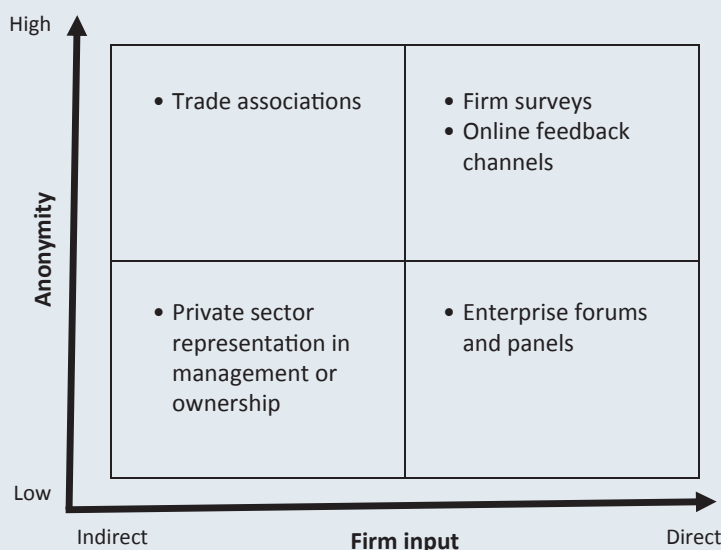 High
• Trade associations
• Firm surveys
• Online feedback
channels
Anonymity
• Private sector
representation in
management or
ownership
• Enterprise forums
and panels
Low
Indirect
Firm input
Direct